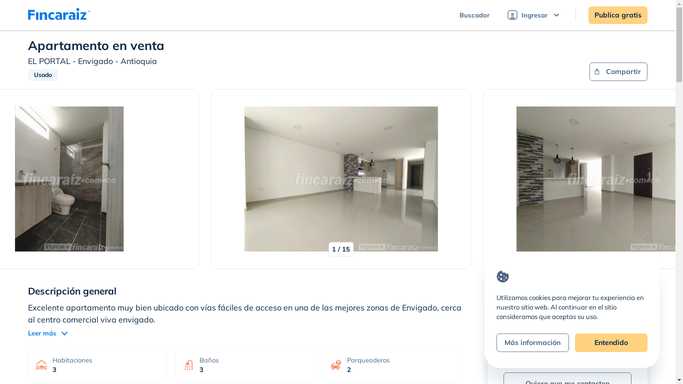 Fincaraiz
Buscador
Ingresar
Publica gratis
Apartamento en venta
EL PORTAL - Envigado - Antioquia
Usado
Compartir
fincaraiz.com.co
fincaraiz.com.co
fincaraiz
1 / 15
Descripción general
Excelente apartamento muy bien ubicado con vías fáciles de acceso en una de las mejores zonas de Envigado, cerca
al centro comercial viva envigado.
Leer más
Habitaciones
3
Baños
3
Parqueaderos
2
Utilizamos cookies para mejorar tu experiencia en
nuestro sitio web. Al continuar en el sitio
consideramos que aceptas su uso.
Más información
Entendido
Quiero que me contacten